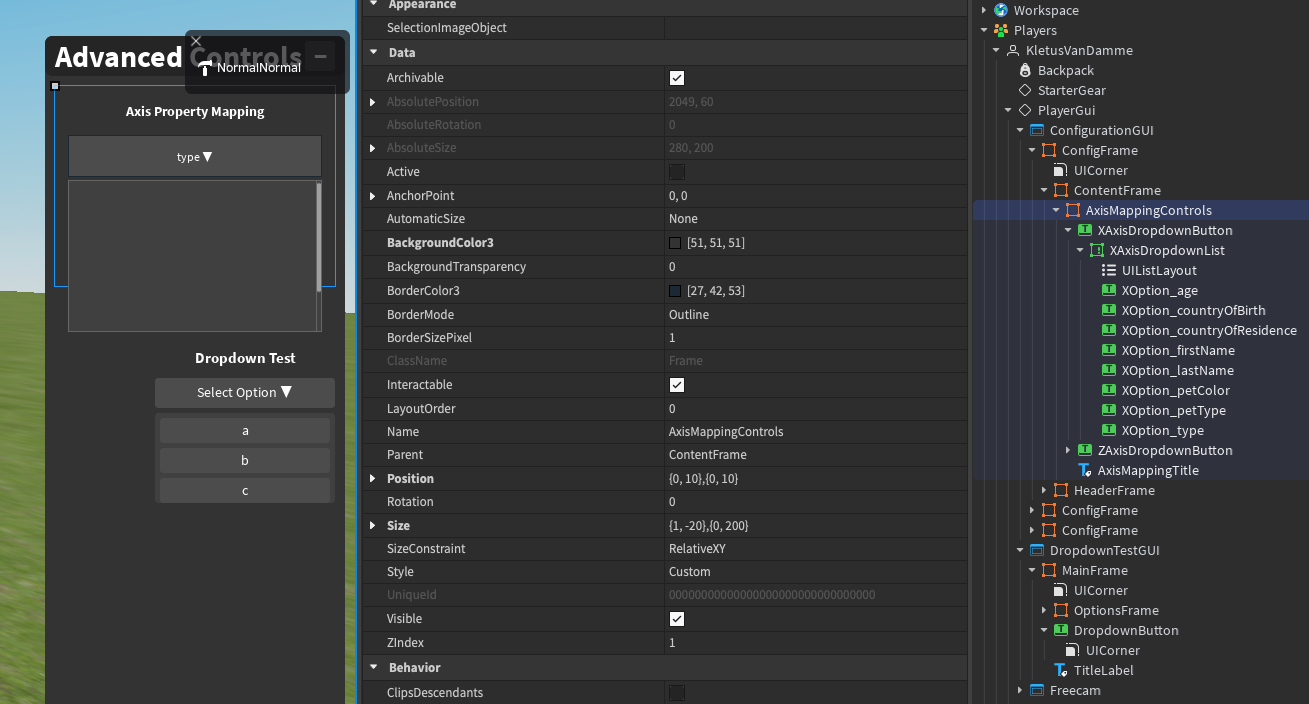 Advanced Controls
NormalNormal
Axis Property Mapping
type ▼
Dropdown Test
Select Option ▼
a
b
c
Appearance
SelectionImageObject
Data
Archivable
AbsolutePosition 2049, 60
AbsoluteRotation 0
AbsoluteSize 280, 200
Active
AnchorPoint 0, 0
AutomaticSize None
BackgroundColor3 [51, 51, 51]
BackgroundTransparency 0
BorderColor3 [27, 42, 53]
BorderMode Outline
BorderSizePixel 1
ClassName Frame
Interactable
LayoutOrder 0
Name AxisMappingControls
Parent ContentFrame
Position {0, 10},{0, 10}
Rotation 0
Size {1, -20},{0, 200}
SizeConstraint RelativeXY
Style Custom
UniqueId 00000000000000000000000000000000
Visible
ZIndex 1
Behavior
ClipsDescendants
Workspace
Players
KletusVanDamme
Backpack
StarterGear
PlayerGui
ConfigurationGUI
ConfigFrame
UICorner
ContentFrame
AxisMappingControls
XAxisDropdownButton
XAxisDropdownList
UIListLayout
XOption_age
XOption_countryOfBirth
XOption_countryOfResidence
XOption_firstName
XOption_lastName
XOption_petColor
XOption_petType
XOption_type
ZAxisDropdownButton
AxisMappingTitle
HeaderFrame
ConfigFrame
ConfigFrame
DropdownTestGUI
MainFrame
UICorner
OptionsFrame
DropdownButton
UICorner
TitleLabel
Freecam